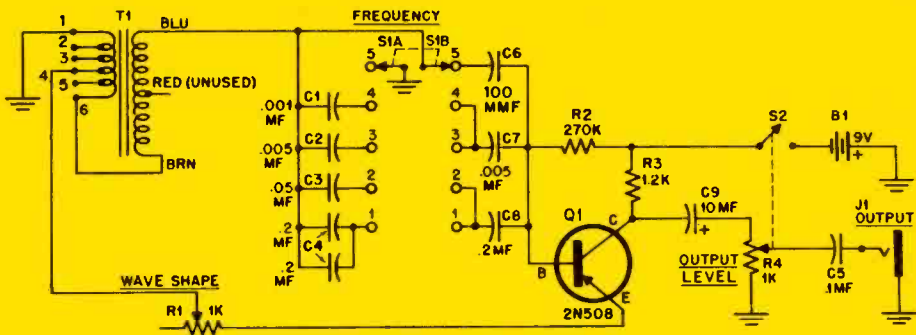 T1
BLU
1
2
3
4
5
6
RED (UNUSED)
BRN
FREQUENCY
S1A
S1B
5
5
C6
100
MMF
C1
.001
MF
4
4
C2
.005
MF
3
3
C7
.005
MF
C3
.05
MF
2
2
C4
.2
MF
.2
MF
1
1
C8
.2MF
R2
270K
R3
1.2K
S2
B1
9V
+
Q1
C
B
E
2N508
C9
10MF
+
OUTPUT
LEVEL
R4
1K
C5
.1MF
J1
OUTPUT
WAVE SHAPE
R1
1K